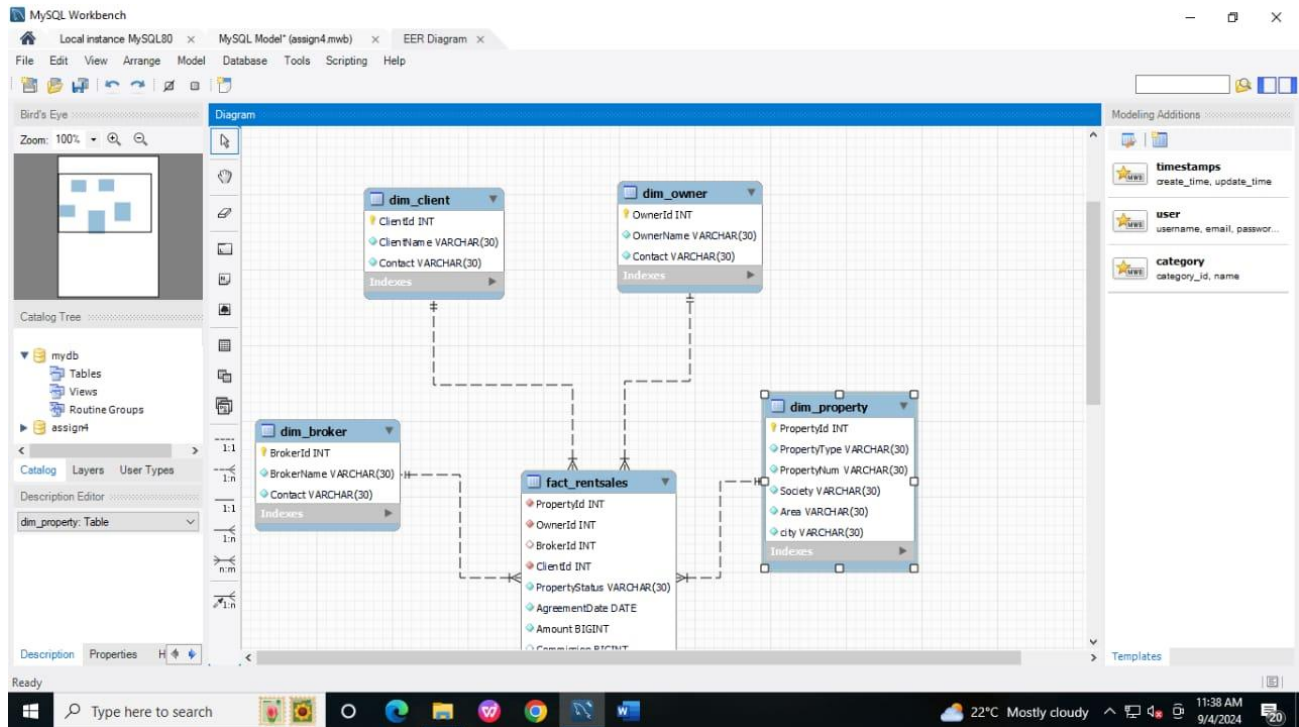 MySQL Workbench
Local instance MySQL80 MySQL Model* (assign4.mwb) EER Diagram
File Edit View Arrange Model Database Tools Scripting Help
Bird's Eye
Zoom: 100%
Catalog Tree
mydb
Tables
Views
Routine Groups
assign4
Catalog Layers User Types
Description Editor
dim_property: Table
Description Properties H
Diagram
1:1
1:n
1:1
1:n
n:m
1:n
dim_client
ClientId INT
ClientName VARCHAR(30)
Contact VARCHAR(30)
Indexes
dim_owner
OwnerId INT
OwnerName VARCHAR(30)
Contact VARCHAR(30)
Indexes
dim_broker
BrokerId INT
BrokerName VARCHAR(30)
Contact VARCHAR(30)
Indexes
fact_rentsales
PropertyId INT
OwnerId INT
BrokerId INT
ClientId INT
PropertyStatus VARCHAR(30)
AgreementDate DATE
Amount BIGINT
dim_property
PropertyId INT
PropertyType VARCHAR(30)
PropertyNum VARCHAR(30)
Society VARCHAR(30)
Area VARCHAR(30)
city VARCHAR(30)
Indexes
Modeling Additions
timestamps
create_time, update_time
user
username, email, passwor...
category
category_id, name
Templates
Ready
Type here to search
22°C Mostly cloudy
11:38 AM
9/4/2024
20